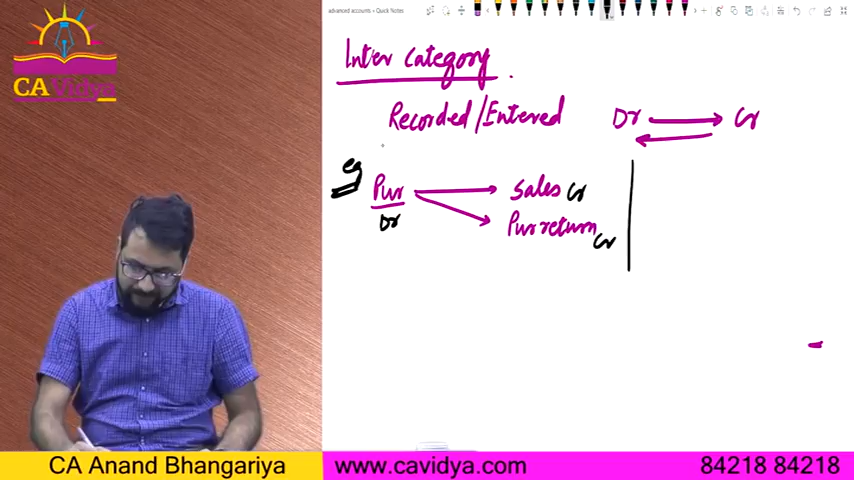 advanced accounts • Quick Notes
CA Vidya
Inter Category
Recorded/Entered
Dr
Cr
eg
Pur
Dr
Sales Cr
Pur return Cr
CA Anand Bhangariya
www.cavidya.com
84218 84218